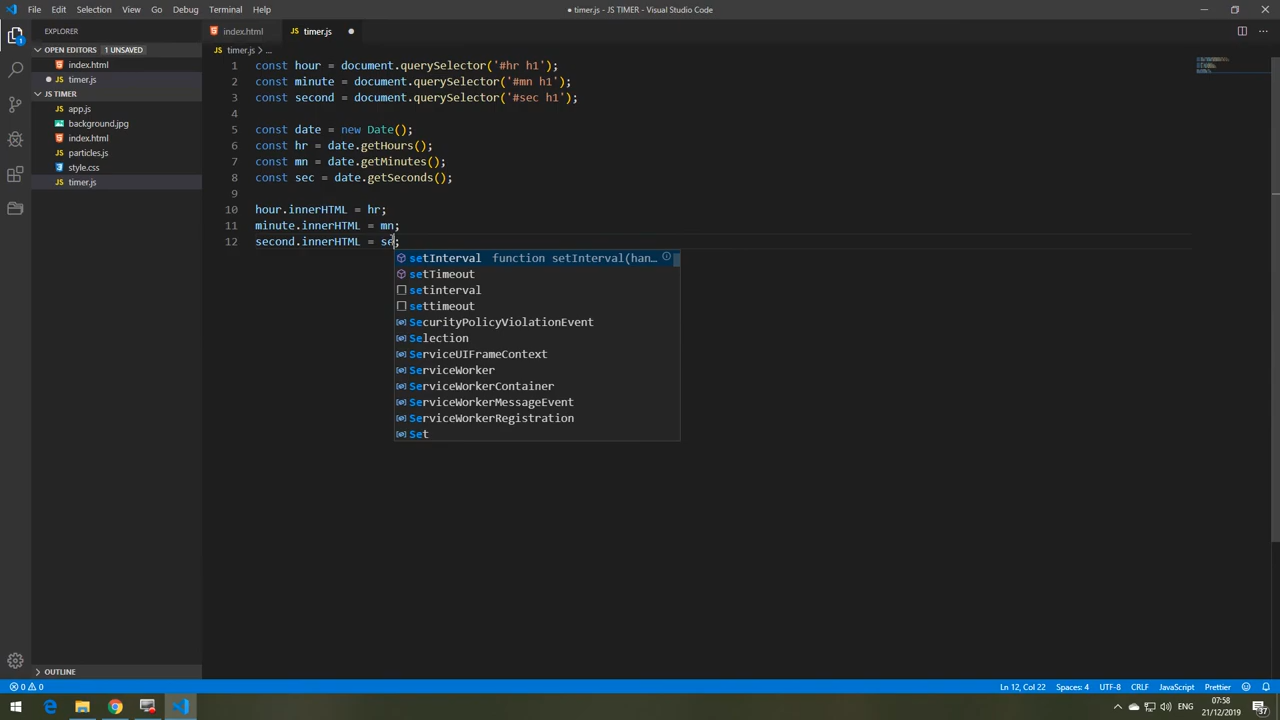 File Edit Selection View Go Debug Terminal Help
● timer.js - JS TIMER - Visual Studio Code
EXPLORER
OPEN EDITORS 1 UNSAVED
index.html
JS timer.js
JS TIMER
JS app.js
background.jpg
index.html
JS particles.js
style.css
JS timer.js
OUTLINE
index.html
JS timer.js
JS timer.js > ...
1 const hour = document.querySelector('#hr h1');
2 const minute = document.querySelector('#mn h1');
3 const second = document.querySelector('#sec h1');
4
5 const date = new Date();
6 const hr = date.getHours();
7 const mn = date.getMinutes();
8 const sec = date.getSeconds();
9
10 hour.innerHTML = hr;
11 minute.innerHTML = mn;
12 second.innerHTML = se;
setInterval function setInterval(han…
setTimeout
setinterval
settimeout
SecurityPolicyViolationEvent
Selection
ServiceUIFrameContext
ServiceWorker
ServiceWorkerContainer
ServiceWorkerMessageEvent
ServiceWorkerRegistration
Set
0 0 Ln 12, Col 22 Spaces: 4 UTF-8 CRLF JavaScript Prettier
ENG
07:58
21/12/2019
37